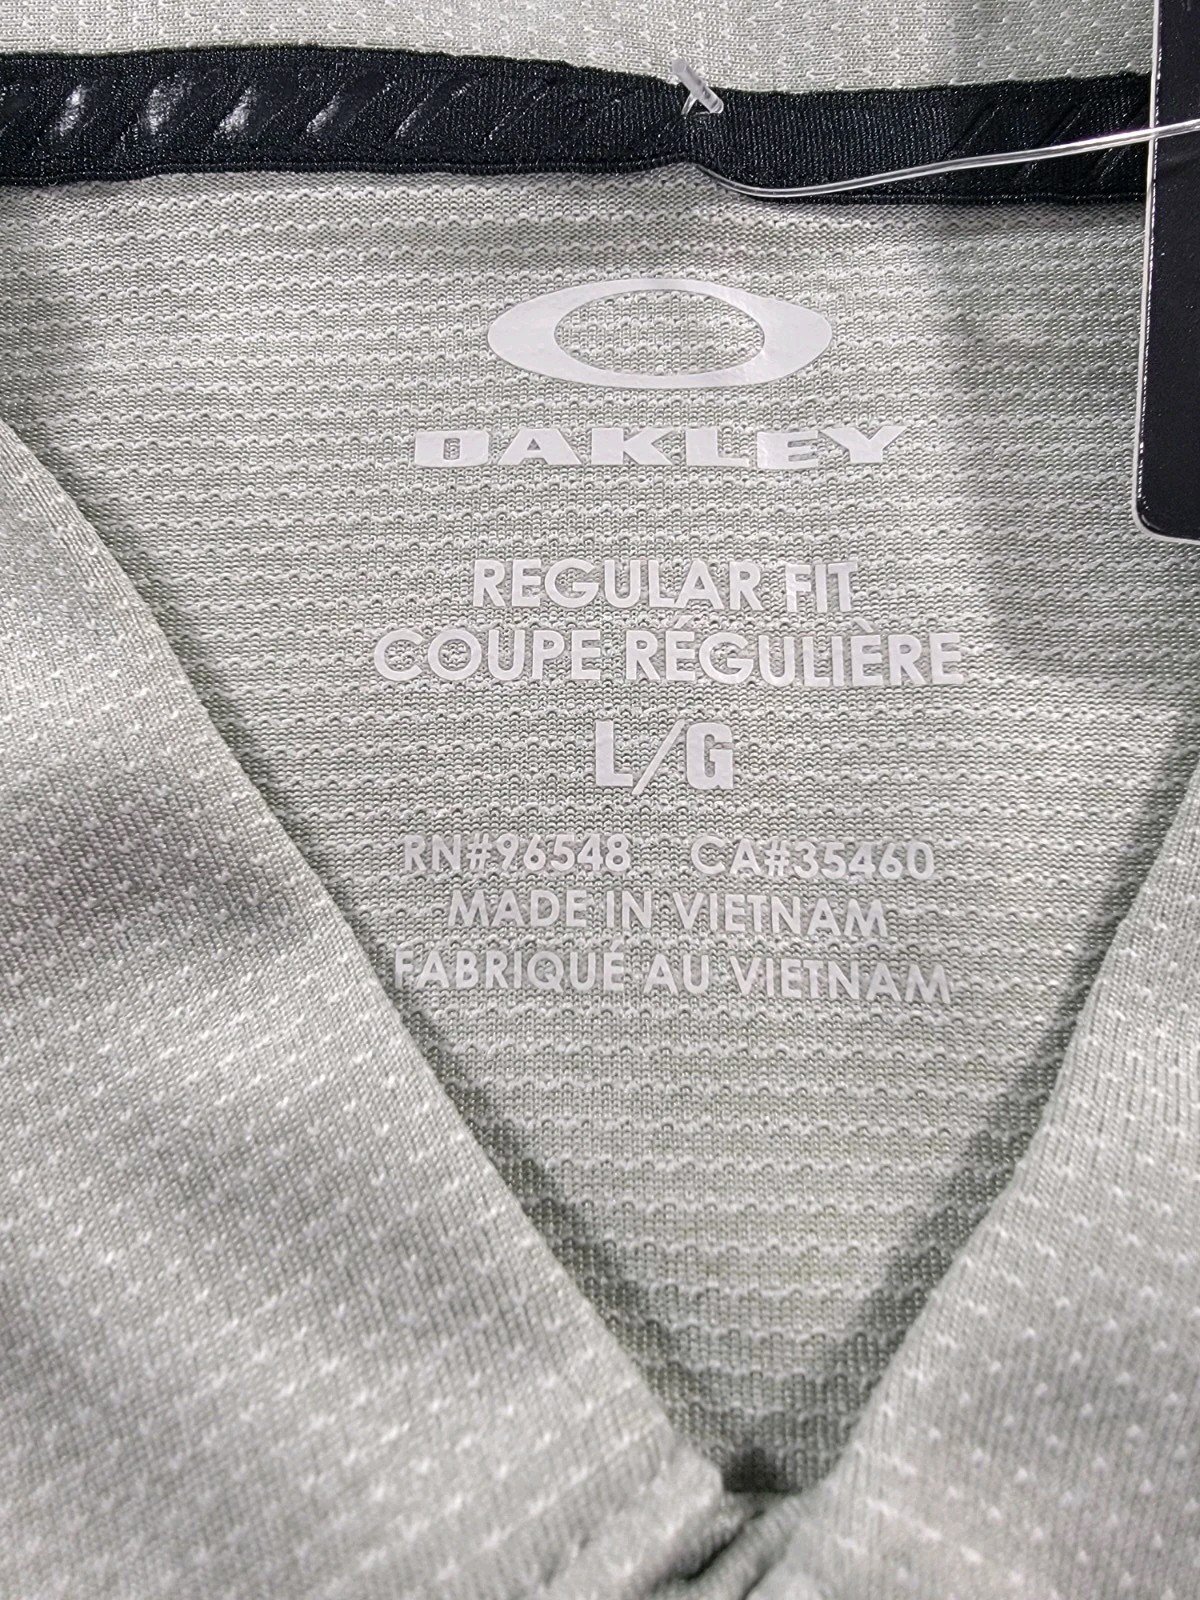 OAKLEY
REGULAR FIT
COUPE RÉGULIÈRE
L/G
RN#96548 CA#35460
MADE IN VIETNAM
FABRIQUÉ AU VIETNAM